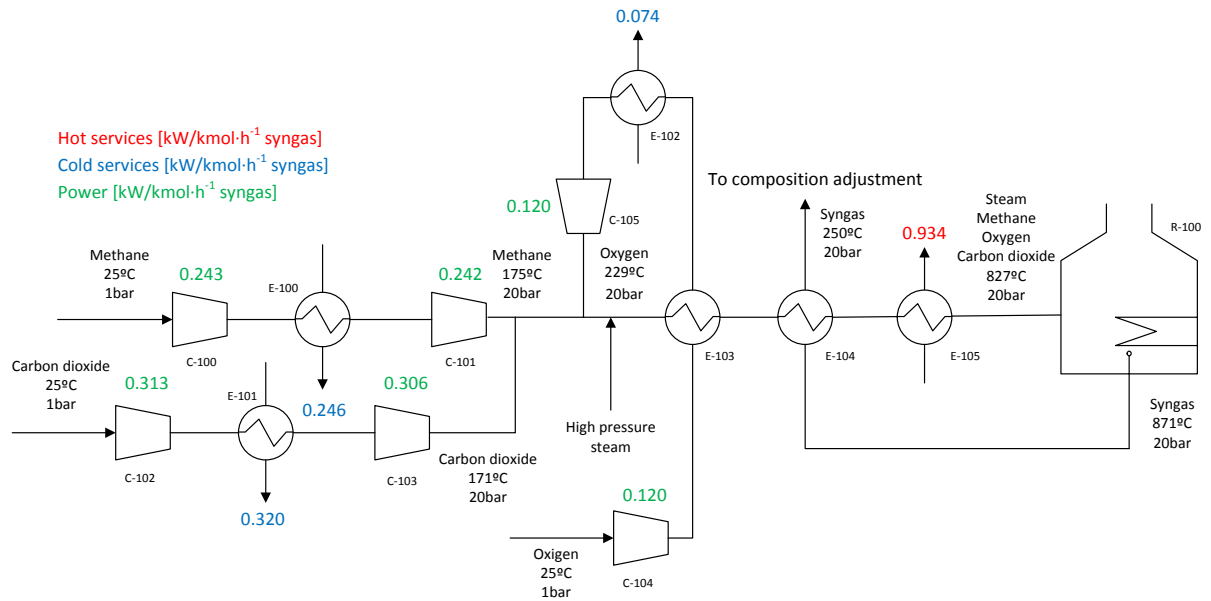 0.074
E-102
Hot services [kW/kmol·h⁻¹ syngas]
Cold services [kW/kmol·h⁻¹ syngas]
Power [kW/kmol·h⁻¹ syngas]
To composition adjustment
0.120
C-105
Methane
25ºC
1bar
0.243
C-100
E-100
0.246
0.242
C-101
Methane
175ºC
20bar
Oxygen
229ºC
20bar
E-103
Syngas
250ºC
20bar
E-104
0.934
E-105
Steam
Methane
Oxygen
Carbon dioxide
827ºC
20bar
R-100
Carbon dioxide
25ºC
1bar
0.313
C-102
E-101
0.320
0.306
C-103
Carbon dioxide
171ºC
20bar
High pressure
steam
Syngas
871ºC
20bar
Oxigen
25ºC
1bar
0.120
C-104